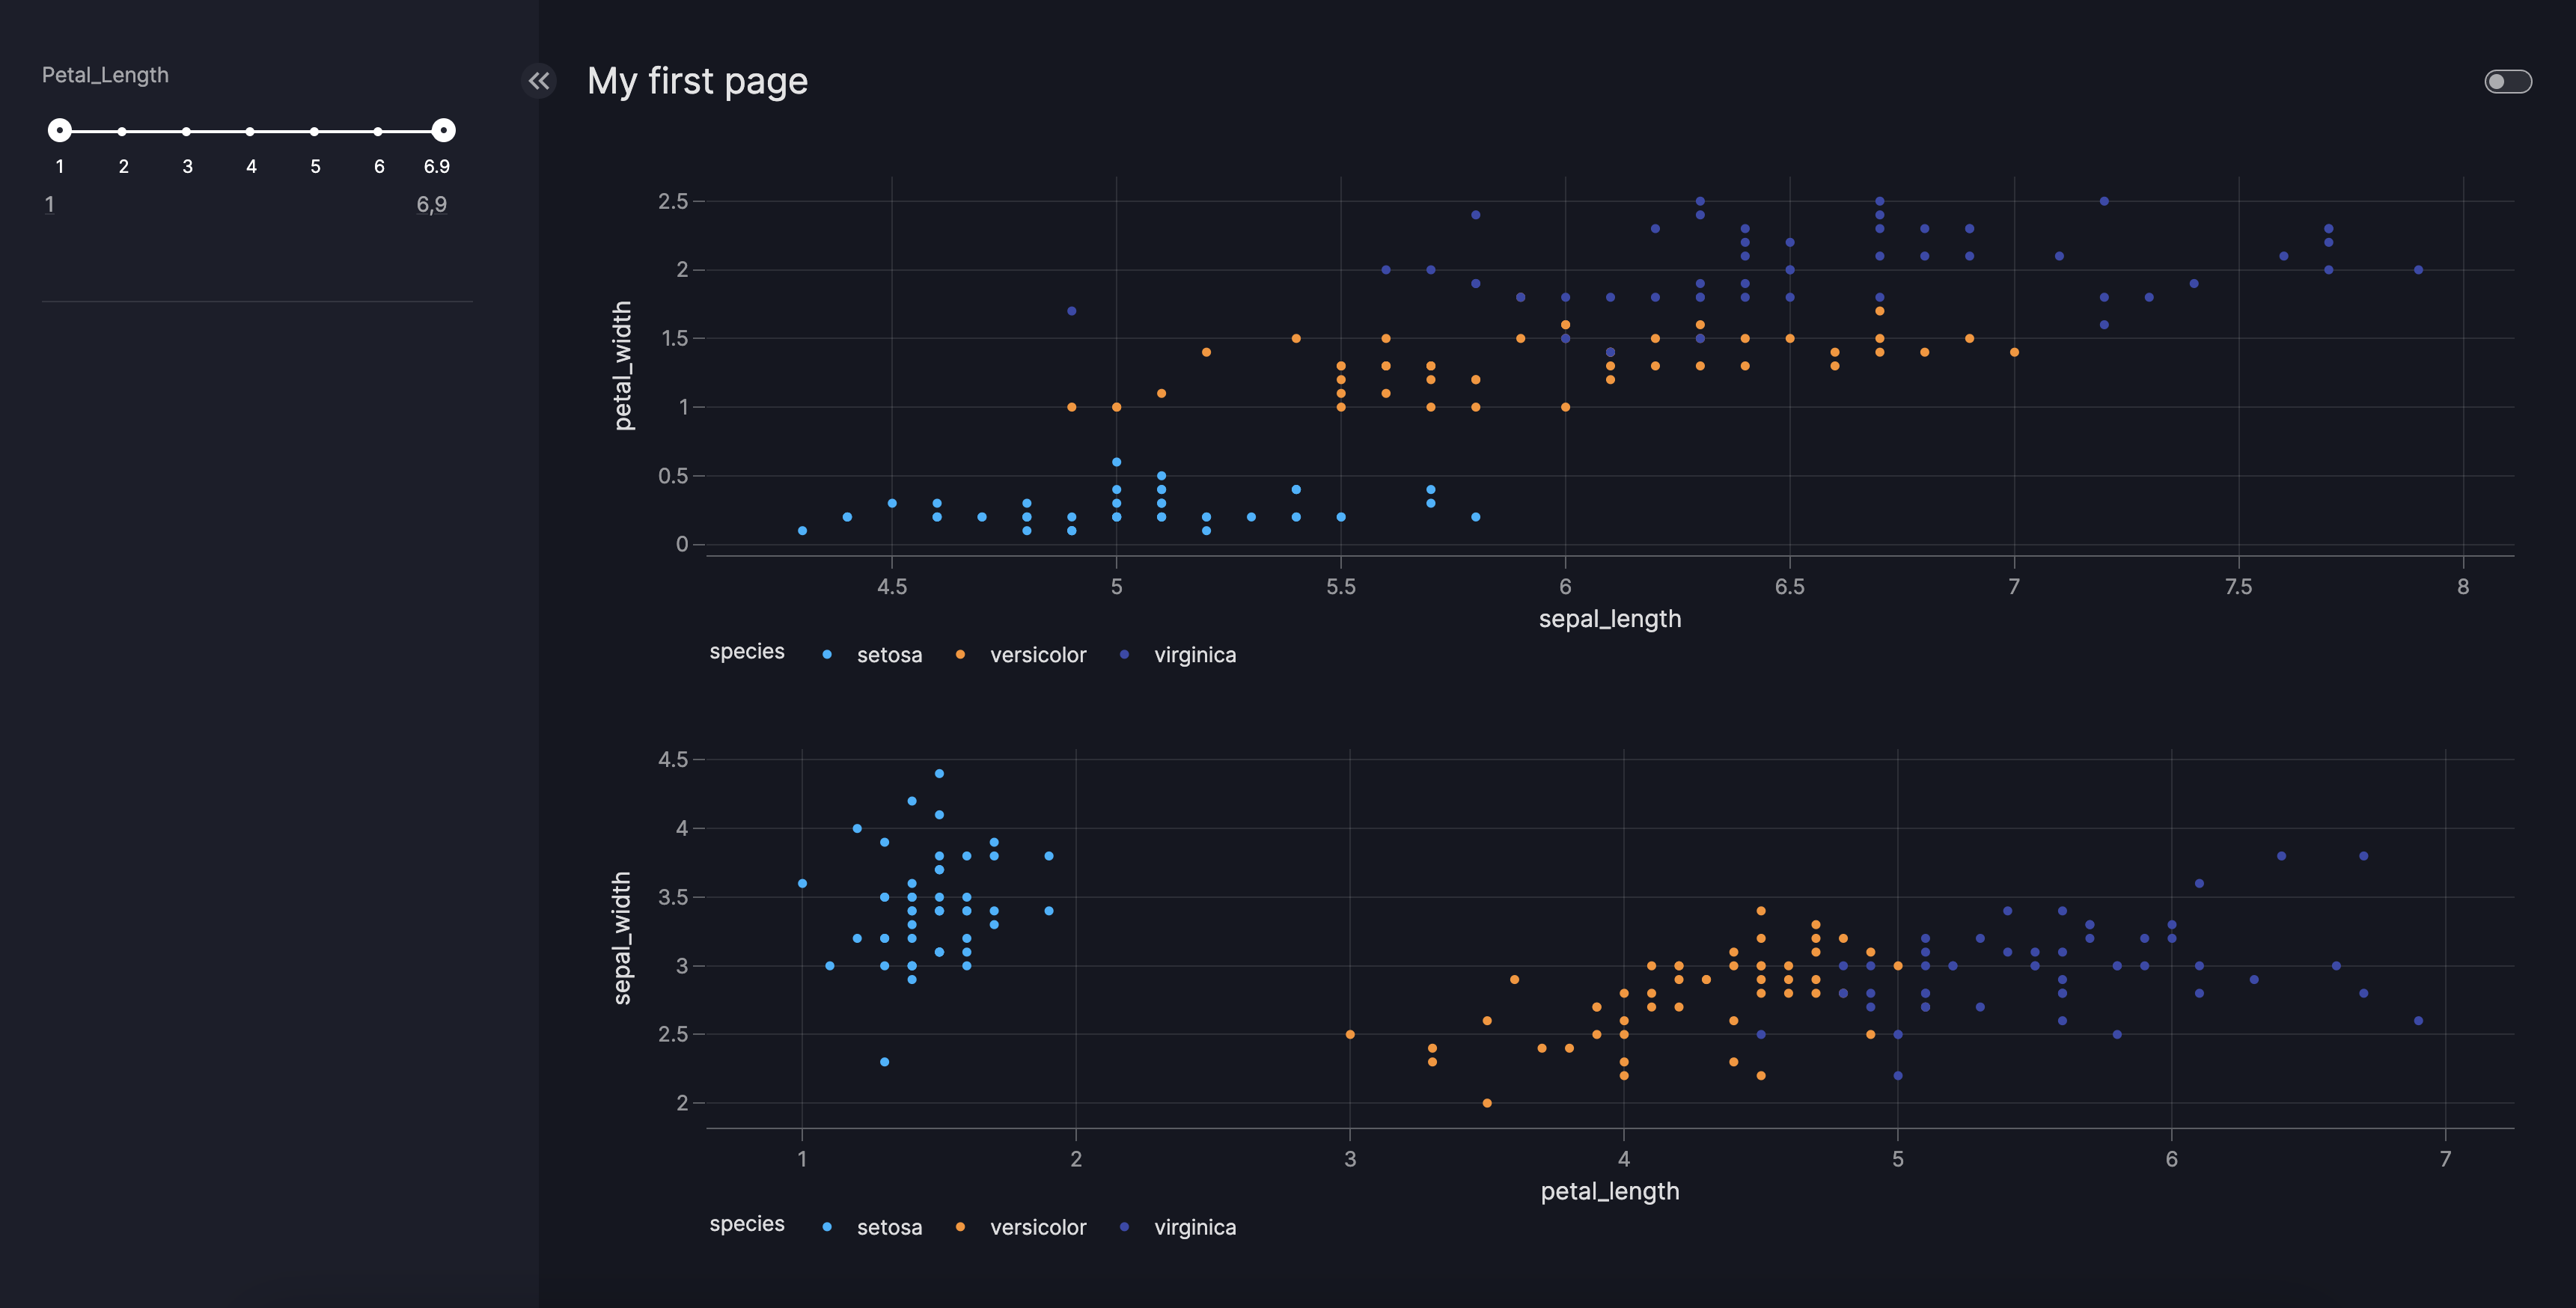 Petal_Length
1 2 3 4 5 6 6.9
1 6,9
My first page
2.5
2
1.5
1
0.5
0
petal_width
4.5 5 5.5 6 6.5 7 7.5 8
sepal_length
species setosa versicolor virginica
4.5
4
3.5
3
2.5
2
sepal_width
1 2 3 4 5 6 7
petal_length
species setosa versicolor virginica